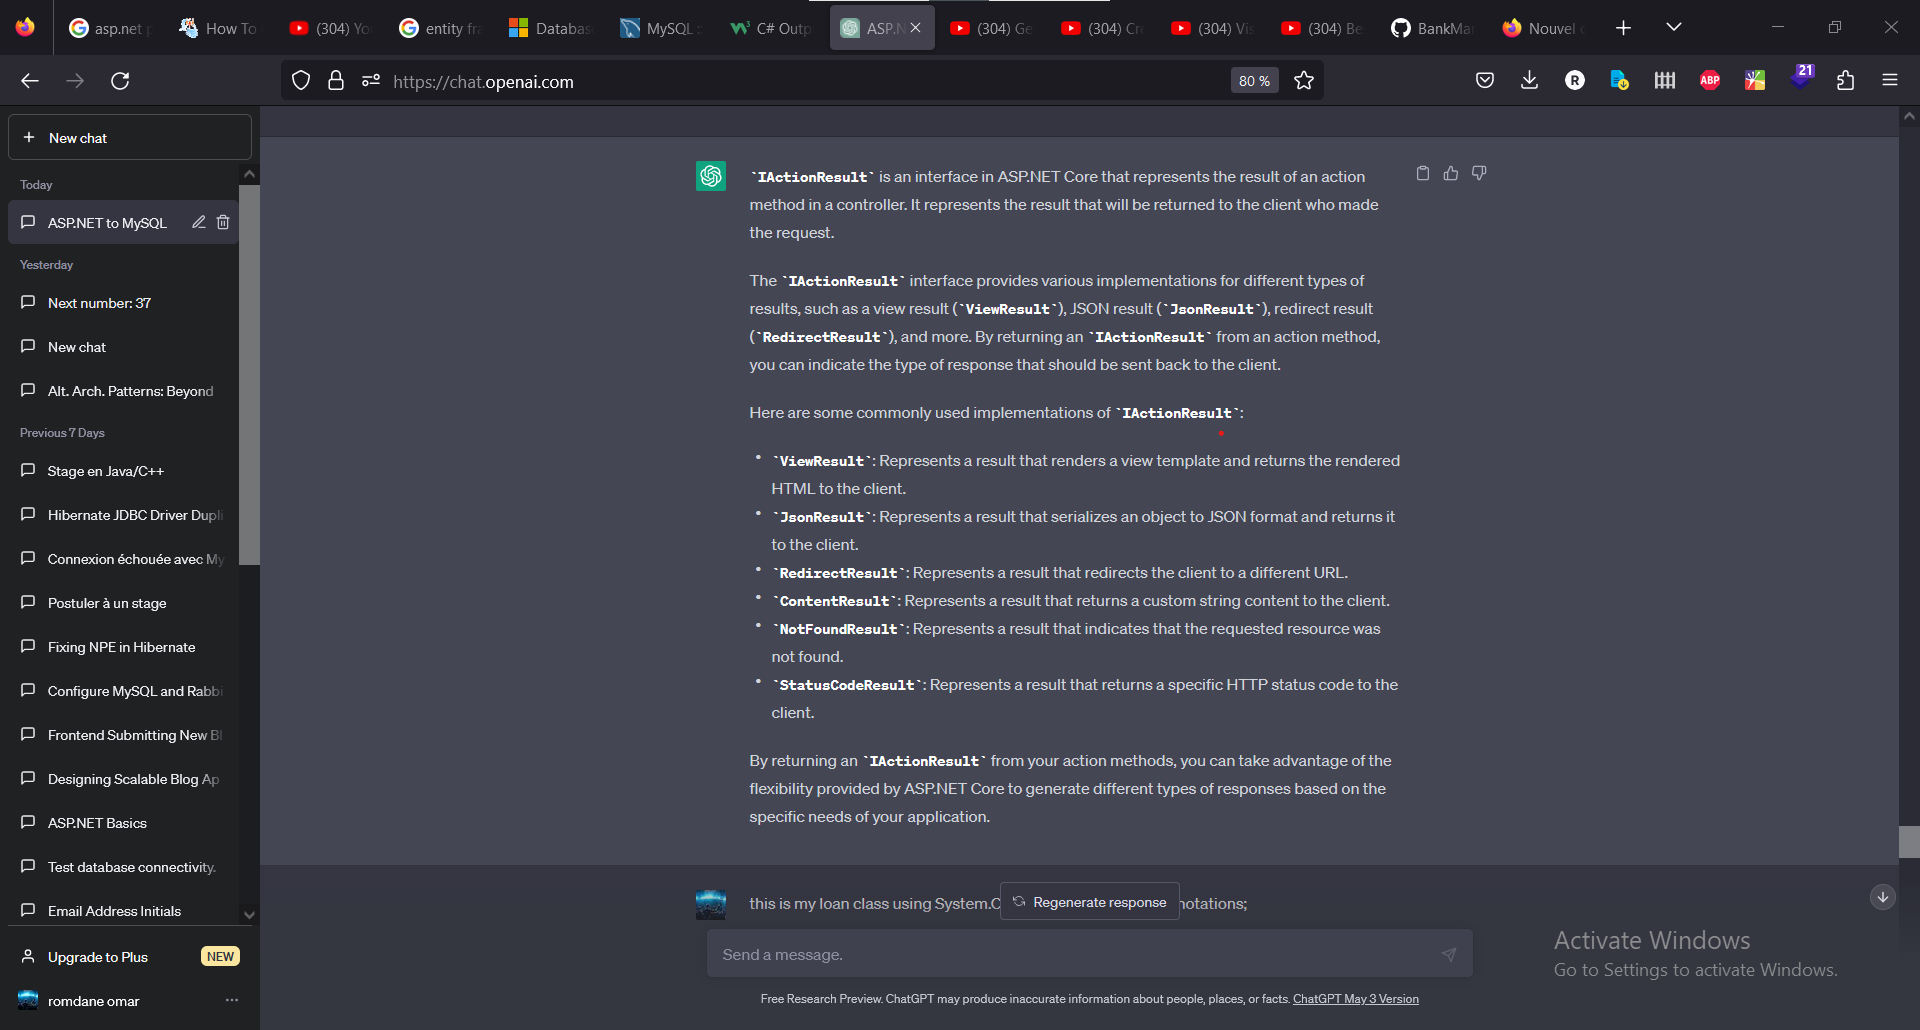 asp.net p
How To
(304) Yo
entity fra
Databas
MySQL
C# Outp
ASP.N
(304) Ge
(304) Cr
(304) Vi
(304) Be
BankMar
Nouvel
https://chat.openai.com
80 %
R
ABP
21
New chat
Today
ASP.NET to MySQL
Yesterday
Next number: 37
New chat
Alt. Arch. Patterns: Beyond
Previous 7 Days
Stage en Java/C++
Hibernate JDBC Driver Dupli
Connexion échouée avec My
Postuler à un stage
Fixing NPE in Hibernate
Configure MySQL and Rabbi
Frontend Submitting New Bl
Designing Scalable Blog Ap
ASP.NET Basics
Test database connectivity.
Email Address Initials
Upgrade to Plus NEW
romdane omar
`IActionResult` is an interface in ASP.NET Core that represents the result of an action
method in a controller. It represents the result that will be returned to the client who made
the request.
The `IActionResult` interface provides various implementations for different types of
results, such as a view result (`ViewResult`), JSON result (`JsonResult`), redirect result
(`RedirectResult`), and more. By returning an `IActionResult` from an action method,
you can indicate the type of response that should be sent back to the client.
Here are some commonly used implementations of `IActionResult`:
• `ViewResult`: Represents a result that renders a view template and returns the rendered
HTML to the client.
• `JsonResult`: Represents a result that serializes an object to JSON format and returns it
to the client.
• `RedirectResult`: Represents a result that redirects the client to a different URL.
• `ContentResult`: Represents a result that returns a custom string content to the client.
• `NotFoundResult`: Represents a result that indicates that the requested resource was
not found.
• `StatusCodeResult`: Represents a result that returns a specific HTTP status code to the
client.
By returning an `IActionResult` from your action methods, you can take advantage of the
flexibility provided by ASP.NET Core to generate different types of responses based on the
specific needs of your application.
this is my loan class using System.C
notations;
Regenerate response
Send a message.
Free Research Preview. ChatGPT may produce inaccurate information about people, places, or facts. ChatGPT May 3 Version
Activate Windows
Go to Settings to activate Windows.